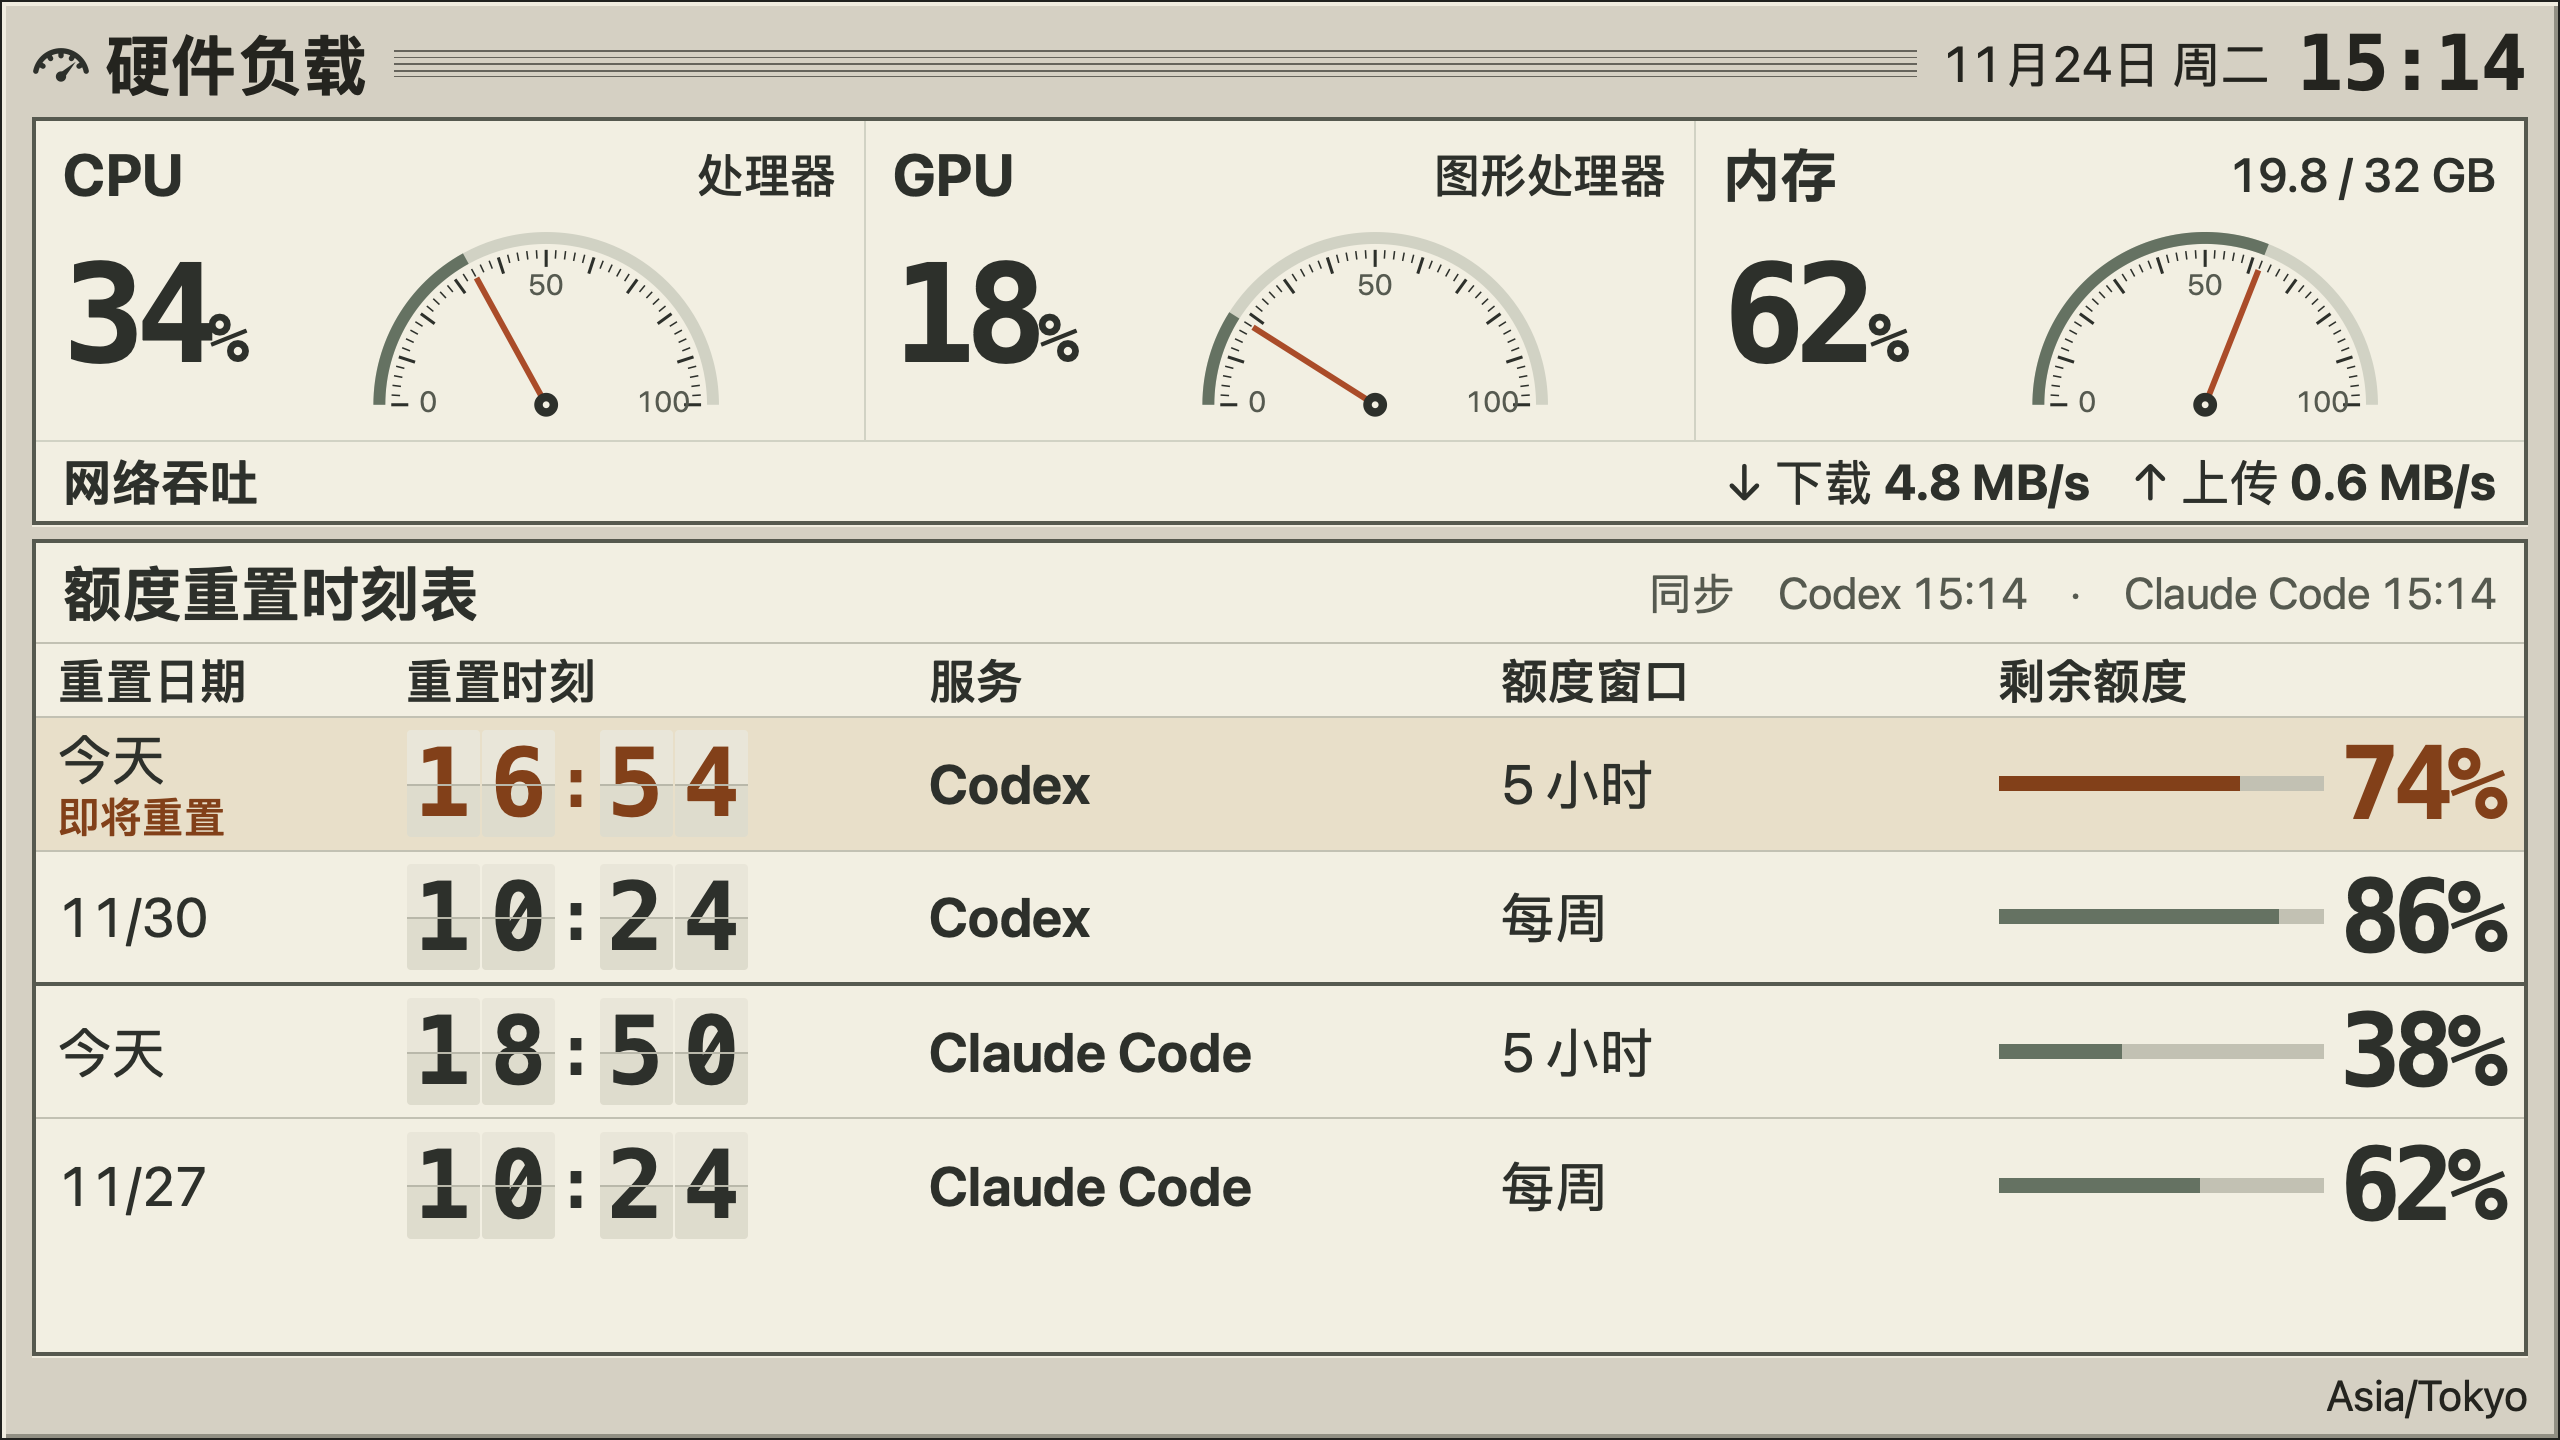 硬件负载 11月24日 周二 15:14
CPU 处理器
34%
0 50 100
GPU 图形处理器
18%
0 50 100
内存 19.8 / 32 GB
62%
0 50 100
网络吞吐 ↓ 下载 4.8 MB/s ↑ 上传 0.6 MB/s
额度重置时刻表 同步 Codex 15:14 · Claude Code 15:14
重置日期 重置时刻 服务 额度窗口 剩余额度
今天 16:54 Codex 5 小时 74%
即将重置
11/30 10:24 Codex 每周 86%
今天 18:50 Claude Code 5 小时 38%
11/27 10:24 Claude Code 每周 62%
Asia/Tokyo